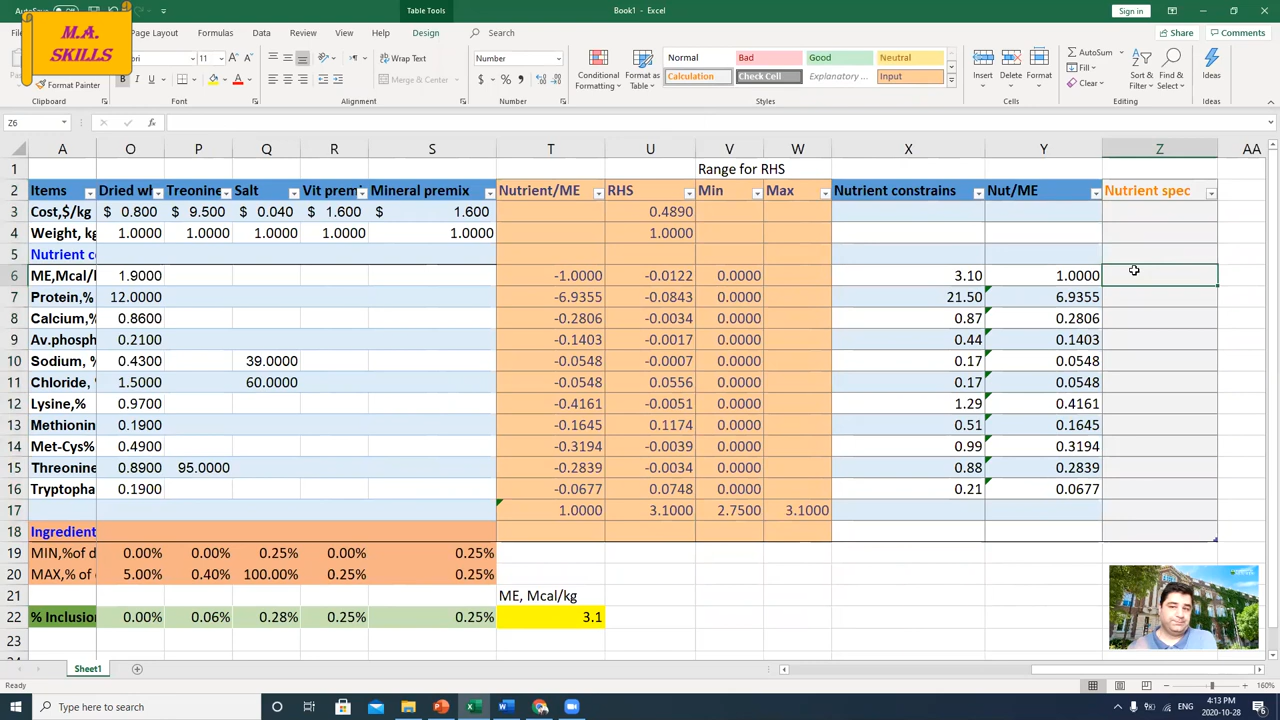 Table Tools
Book1 - Excel
Sign in
M.A. SKILLS
Page Layout Formulas Data Review View Help Design Search
Share Comments
11
Number
Normal Bad Good Neutral
Calculation Check Cell Explanatory ... Input
Conditional Formatting Format as Table
Insert Delete Format
AutoSum
Fill
Clear
Sort & Filter Find & Select
Ideas
Format Painter
Merge & Center
Clipboard Font Alignment Number Styles Cells Editing Ideas
Z6
A O P Q R S T U V W X Y Z AA
1 Range for RHS
2 Items Dried wh Treonine Salt Vit prem Mineral premix Nutrient/ME RHS Min Max Nutrient constrains Nut/ME Nutrient spec
3 Cost,$/kg $ 0.800 $ 9.500 $ 0.040 $ 1.600 $ 1.600 0.4890
4 Weight, kg 1.0000 1.0000 1.0000 1.0000 1.0000 1.0000
5 Nutrient c
6 ME,Mcal/ 1.9000 -1.0000 -0.0122 0.0000 3.10 1.0000
7 Protein,% 12.0000 -6.9355 -0.0843 0.0000 21.50 6.9355
8 Calcium,% 0.8600 -0.2806 -0.0034 0.0000 0.87 0.2806
9 Av.phosph 0.2100 -0.1403 -0.0017 0.0000 0.44 0.1403
10 Sodium, % 0.4300 39.0000 -0.0548 -0.0007 0.0000 0.17 0.0548
11 Chloride, 1.5000 60.0000 -0.0548 0.0556 0.0000 0.17 0.0548
12 Lysine,% 0.9700 -0.4161 -0.0051 0.0000 1.29 0.4161
13 Methionin 0.1900 -0.1645 0.1174 0.0000 0.51 0.1645
14 Met-Cys% 0.4900 -0.3194 -0.0039 0.0000 0.99 0.3194
15 Threonine 0.8900 95.0000 -0.2839 -0.0034 0.0000 0.88 0.2839
16 Tryptopha 0.1900 -0.0677 0.0748 0.0000 0.21 0.0677
17 1.0000 3.1000 2.7500 3.1000
18 Ingredient
19 MIN,%of d 0.00% 0.00% 0.25% 0.00% 0.25%
20 MAX,% of 5.00% 0.40% 100.00% 0.25% 0.25%
21 ME, Mcal/kg
22 % Inclusion 0.00% 0.06% 0.28% 0.25% 0.25% 3.1
23
Sheet1
Ready
160%
Type here to search
ENG
4:13 PM
2020-10-28